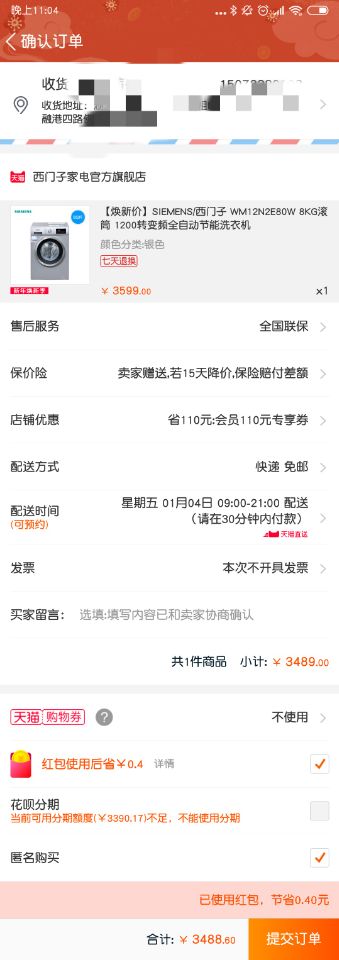 晚上11:04
确认订单
收货
收货地址：
融港四路
西门子家电官方旗舰店
SIEMENS
【焕新价】SIEMENS/西门子 WM12N2E80W 8KG滚
筒 1200转变频全自动节能洗衣机
颜色分类:银色
七天退换
新年焕新季
￥ 3599.00
×1
售后服务 全国联保
保价险 卖家赠送,若15天降价,保险赔付差额
店铺优惠 省110元:会员110元专享券
配送方式 快递 免邮
配送时间 星期五 01月04日 09:00-21:00 配送
(可预约) （请在30分钟内付款）
天猫直送
发票 本次不开具发票
买家留言： 选填:填写内容已和卖家协商确认
共1件商品 小计: ￥ 3489.00
天猫 购物券 ? 不使用
红包使用后省￥0.4 详情
花呗分期
当前可用分期额度(￥3390.17)不足，不能使用分期
匿名购买
已使用红包，节省0.40元
合计: ￥ 3488.60
提交订单